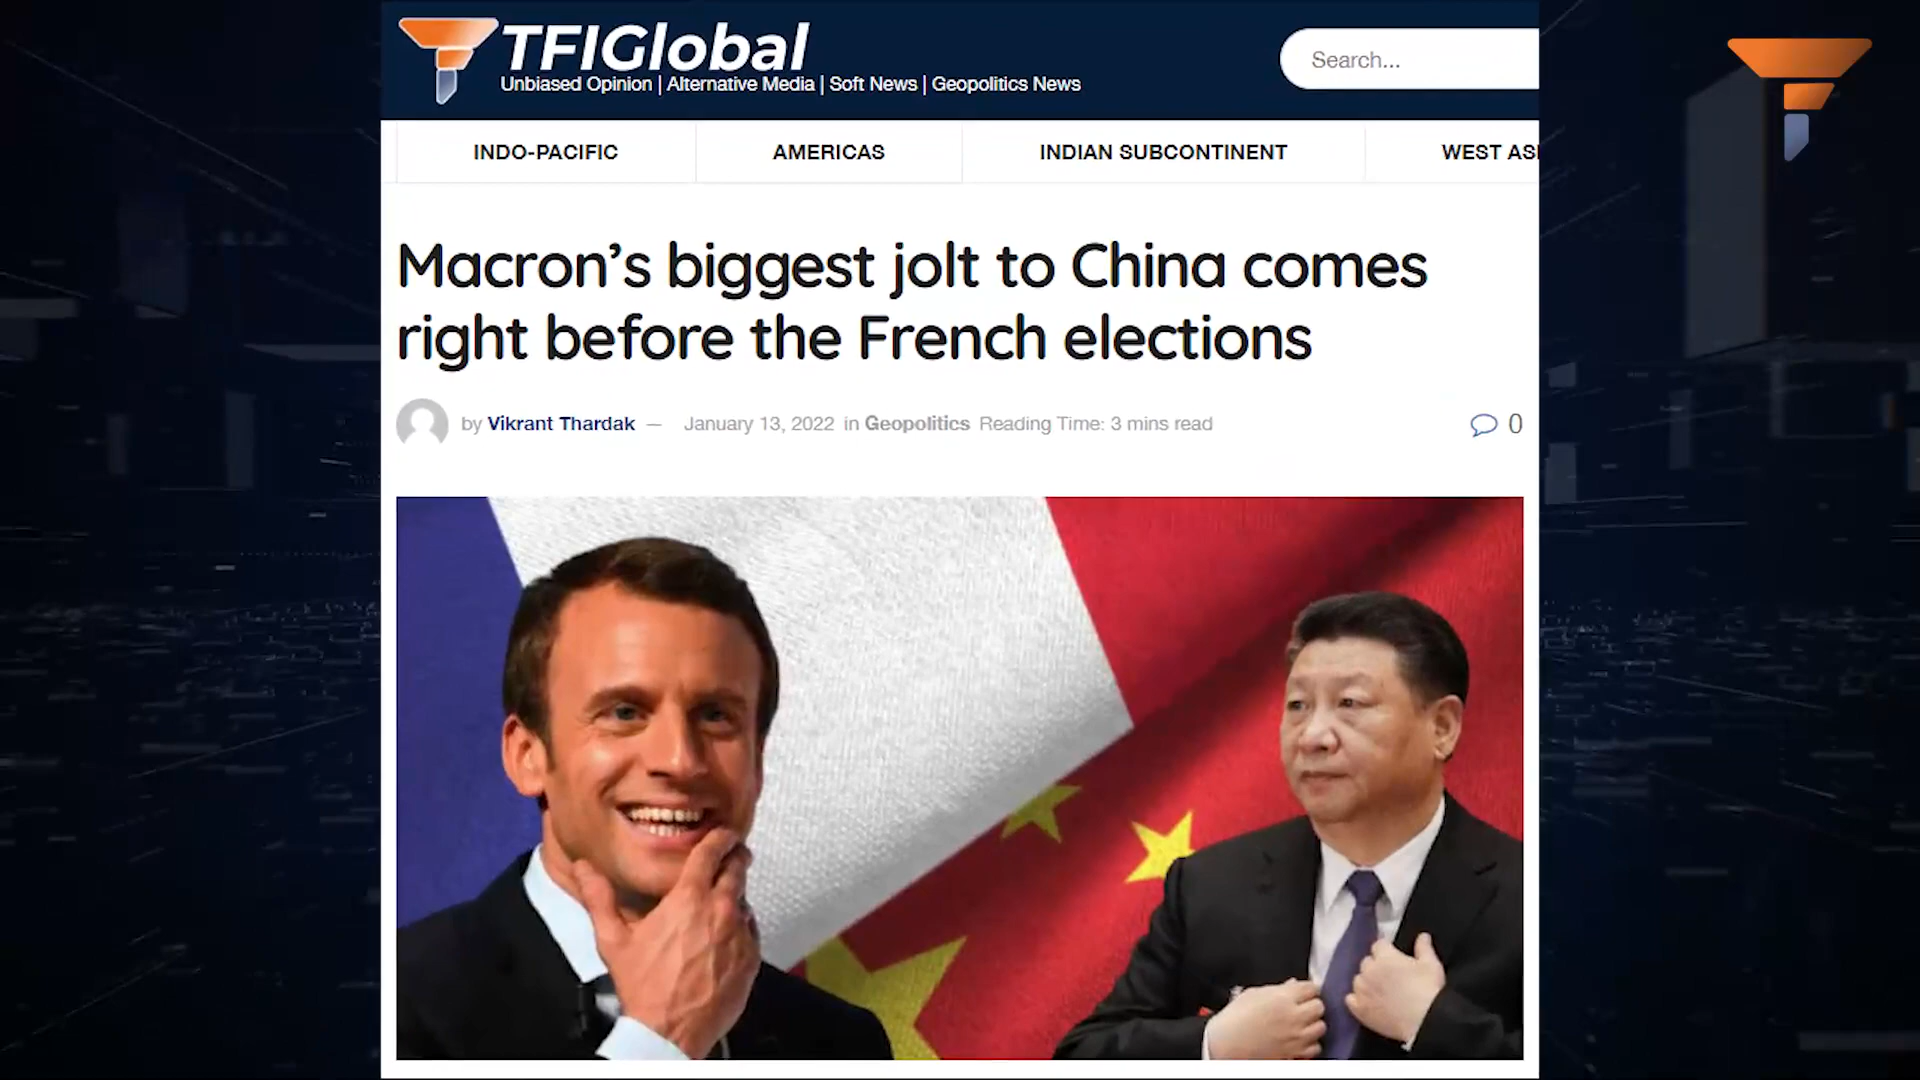 TFIGlobal
Unbiased Opinion | Alternative Media | Soft News | Geopolitics News
Search...
INDO-PACIFIC
AMERICAS
INDIAN SUBCONTINENT
WEST ASI
Macron’s biggest jolt to China comes
right before the French elections
by Vikrant Thardak — January 13, 2022 in Geopolitics Reading Time: 3 mins read
0